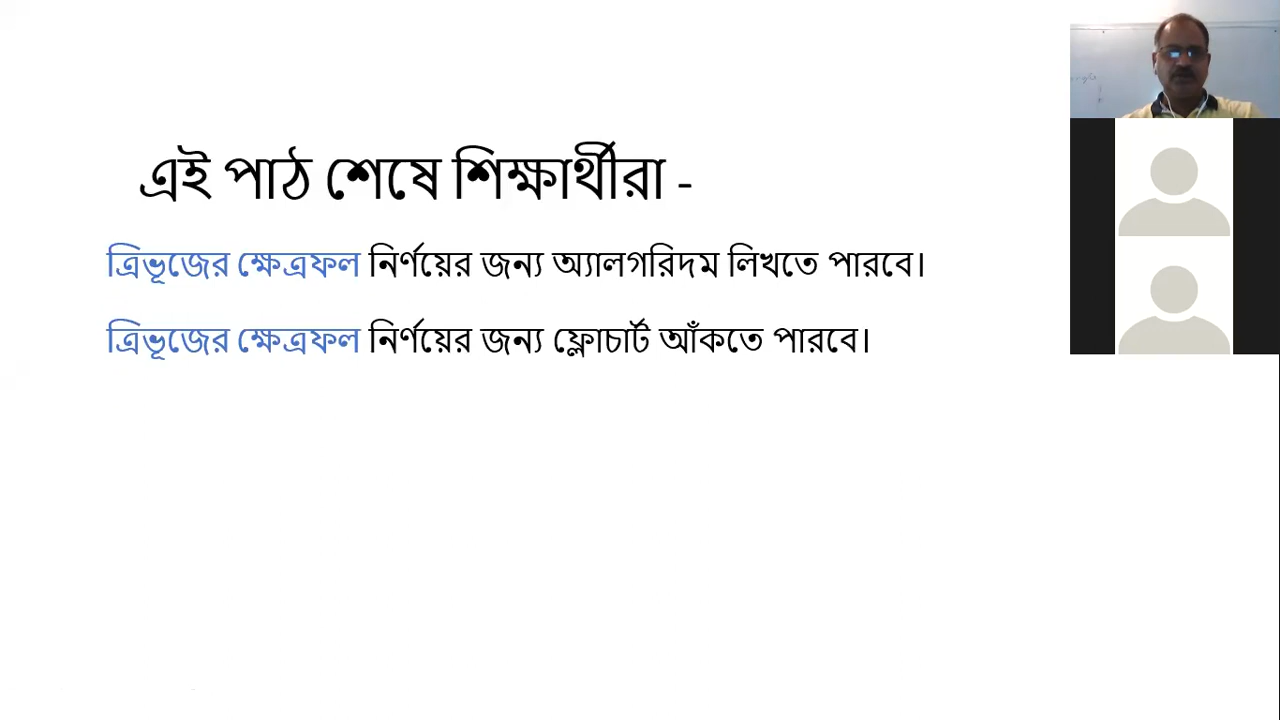 এই পাঠ শেষে শিক্ষার্থীরা -
ত্রিভূজের ক্ষেত্রফল নির্ণয়ের জন্য অ্যালগরিদম লিখতে পারবে।
ত্রিভূজের ক্ষেত্রফল নির্ণয়ের জন্য ফ্লোচার্ট আঁকতে পারবে।